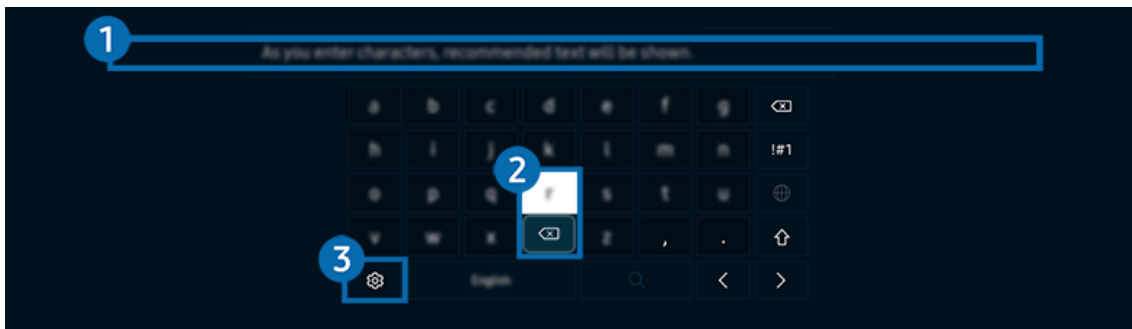 1
As you enter characters, recommended text will be shown.
a b c d e f g
h i j k l m n !#1
2
o p q r s t u
v w x z , .
3
English < >